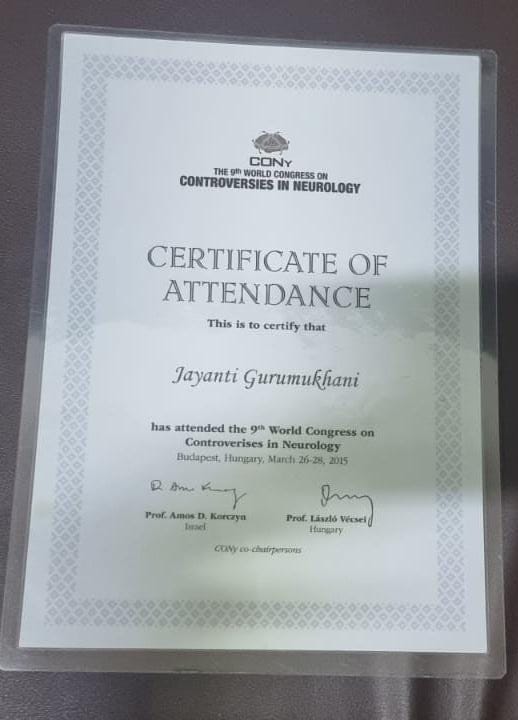 CONy
THE 9th WORLD CONGRESS ON
CONTROVERSIES IN NEUROLOGY
CERTIFICATE OF
ATTENDANCE
This is to certify that
Jayanti Gurumukhani
has attended the 9th World Congress on
Controverises in Neurology
Budapest, Hungary, March 26-28, 2015
Prof. Amos D. Korczyn
Israel
Prof. László Vécsei
Hungary
CONy co-chairpersons